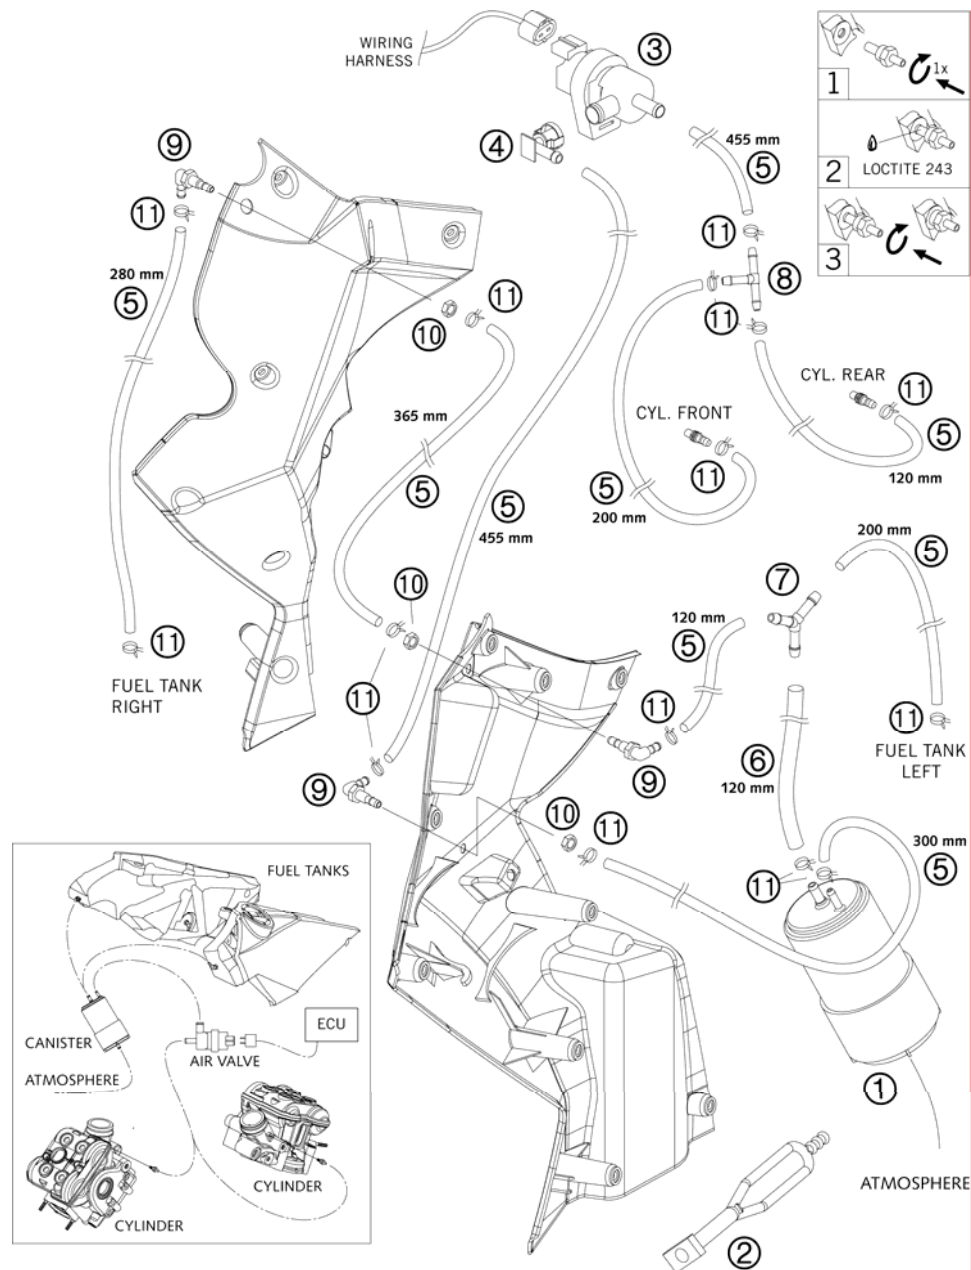 WIRING
HARNESS
3
1
1x
4
455 mm
5
2
LOCTITE 243
9
11
11
8
3
280 mm
5
11
10
11
CYL. REAR
11
365 mm
CYL. FRONT
5
5
5
11
5
120 mm
455 mm
200 mm
200 mm
5
10
7
120 mm
5
11
FUEL TANK
RIGHT
11
11
11
FUEL TANK
LEFT
9
9
6
120 mm
10
11
300 mm
5
11
FUEL TANKS
ECU
CANISTER
AIR VALVE
ATMOSPHERE
1
CYLINDER
CYLINDER
ATMOSPHERE
2